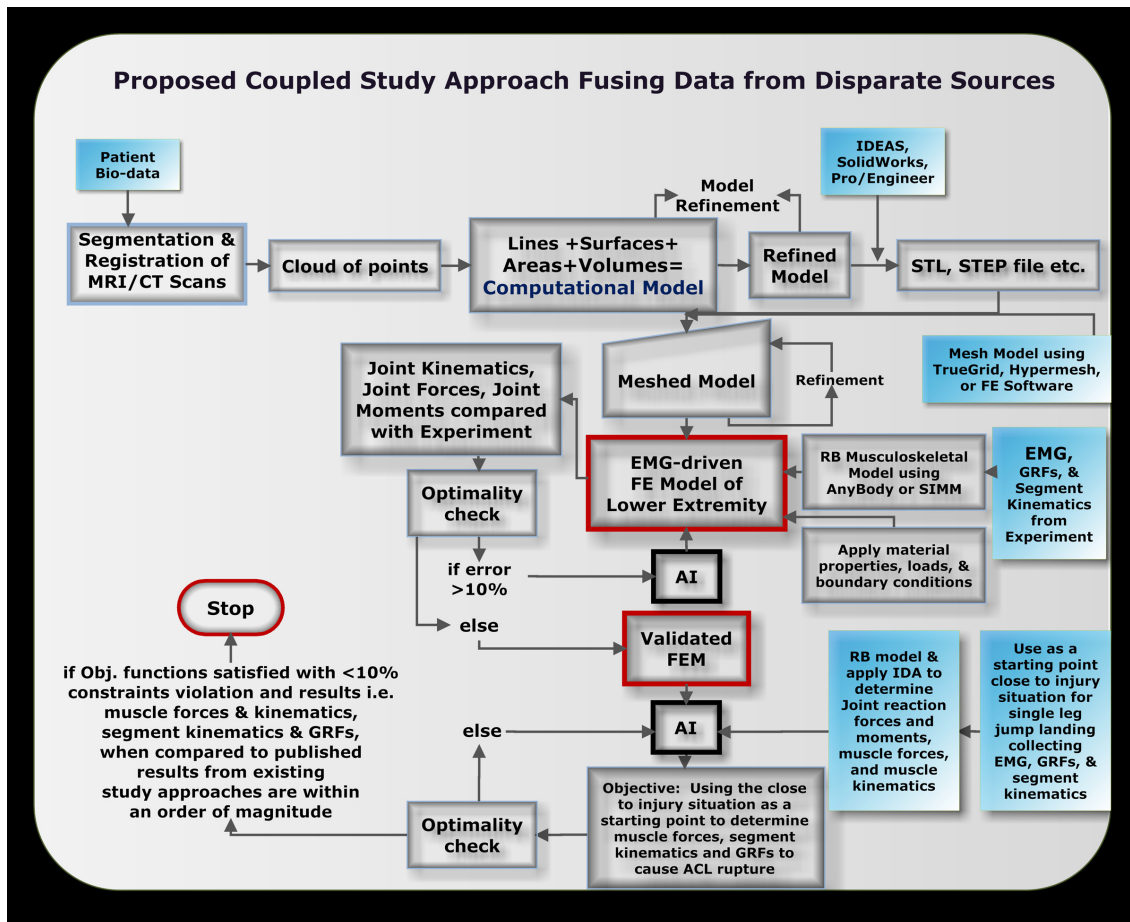 Proposed Coupled Study Approach Fusing Data from Disparate Sources
Patient
Bio-data
IDEAS,
SolidWorks,
Pro/Engineer
Model
Refinement
Segmentation &
Registration of
MRI/CT Scans
Cloud of points
Lines +Surfaces+
Areas+Volumes=
Computational Model
Refined
Model
STL, STEP file etc.
Mesh Model using
TrueGrid, Hypermesh,
or FE Software
Joint Kinematics,
Joint Forces, Joint
Moments compared
with Experiment
Meshed Model
Refinement
EMG-driven
FE Model of
Lower Extremity
RB Musculoskeletal
Model using
AnyBody or SIMM
EMG,
GRFs, &
Segment
Kinematics
from
Experiment
Optimality
check
Apply material
properties, loads, &
boundary conditions
if error
>10%
AI
Stop
else
Validated
FEM
if Obj. functions satisfied with <10%
constraints violation and results i.e.
muscle forces & kinematics,
segment kinematics & GRFs,
when compared to published
results from existing
study approaches are within
an order of magnitude
else
AI
RB model &
apply IDA to
determine
Joint reaction
forces and
moments,
muscle forces,
and muscle
kinematics
Use as a
starting point
close to injury
situation for
single leg
jump landing
collecting
EMG, GRFs, &
segment
kinematics
Optimality
check
Objective: Using the close
to injury situation as a
starting point to determine
muscle forces, segment
kinematics and GRFs to
cause ACL rupture